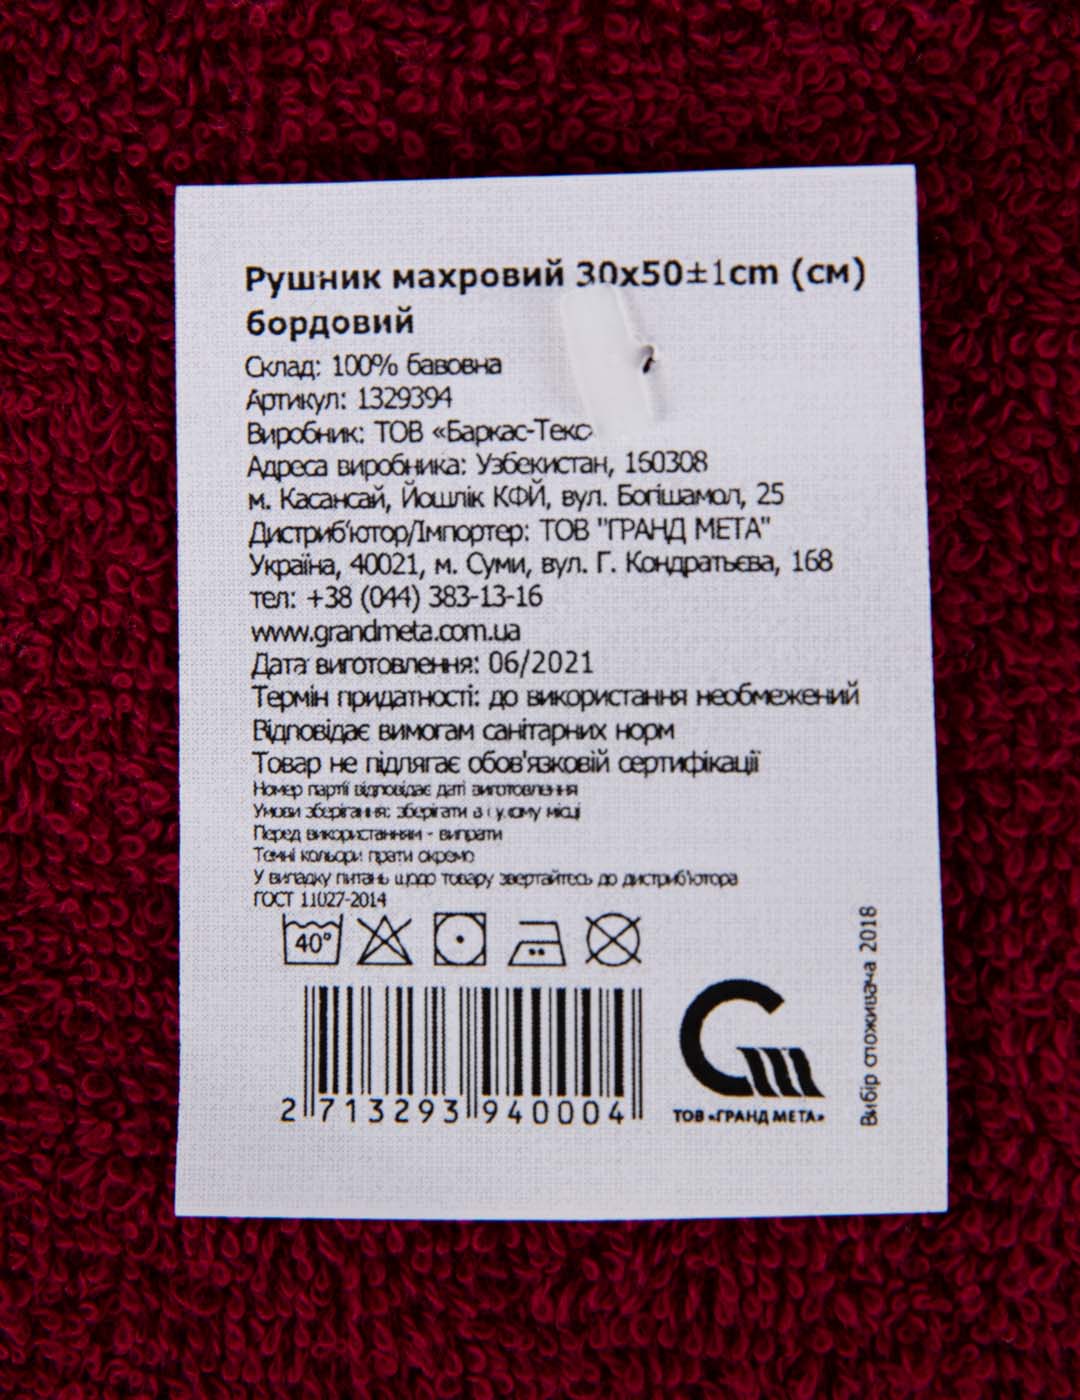 Рушник махровий 30х50±1cm (см)
бордовий
Склад: 100% бавовна
Артикул: 1329394
Виробник: ТОВ «Баркас-Текс
Адреса виробника: Узбекистан, 160308
м. Касансай, Йошлік КФЙ, вул. Богішамол, 25
Дистриб'ютор/Імпортер: ТОВ "ГРАНД МЕТА"
Україна, 40021, м. Суми, вул. Г. Кондратьєва, 168
тел: +38 (044) 383-13-16
www.grandmeta.com.ua
Дата виготовлення: 06/2021
Термін придатності: до використання необмежений
Відповідає вимогам санітарних норм
Товар не підлягає обов'язковій сертифікації
Номер партії відповідає даті виготовлення
Умови зберігання: зберігати в сухому місці
Перед використанням - випрати
Темні кольори прати окремо
У випадку питань щодо товару звертайтесь до дистриб'ютора
ГОСТ 11027-2014
40°
2 713293 940004
ТОВ «ГРАНД МЕТА»
Вибір споживача 2018